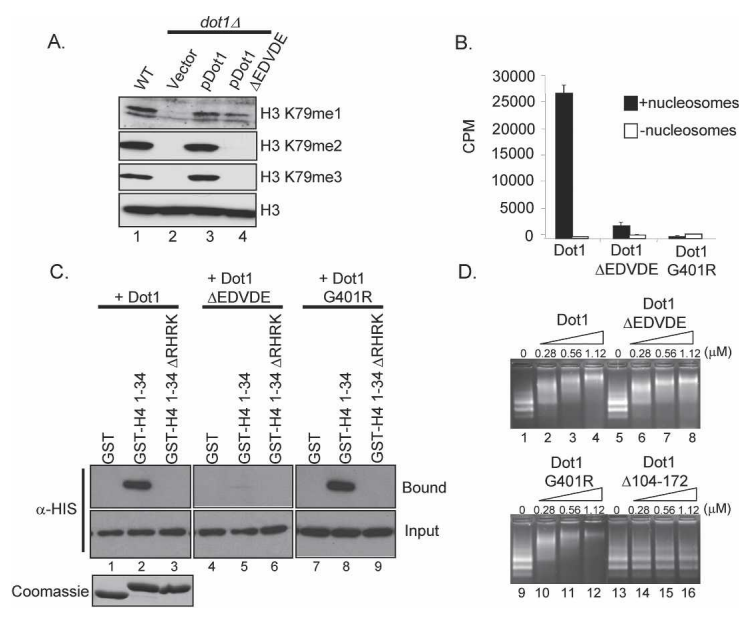 A.
dot1Δ
WT
Vector
pDot1
pDot1
ΔEDVDE
H3 K79me1
H3 K79me2
H3 K79me3
H3
1 2 3 4
B.
CPM
30000
25000
20000
15000
10000
5000
0
+nucleosomes
-nucleosomes
Dot1
Dot1
ΔEDVDE
Dot1
G401R
C.
+ Dot1
+ Dot1
ΔEDVDE
+ Dot1
G401R
GST
GST-H4 1-34
GST-H4 1-34 ΔRHRK
GST
GST-H4 1-34
GST-H4 1-34 ΔRHRK
GST
GST-H4 1-34
GST-H4 1-34 ΔRHRK
α-HIS
Bound
Input
1 2 3 4 5 6 7 8 9
Coomassie
D.
Dot1
Dot1
ΔEDVDE
0 0.28 0.56 1.12 0 0.28 0.56 1.12 (μM)
1 2 3 4 5 6 7 8
Dot1
G401R
Dot1
Δ104-172
0 0.28 0.56 1.12 0 0.28 0.56 1.12 (μM)
9 10 11 12 13 14 15 16